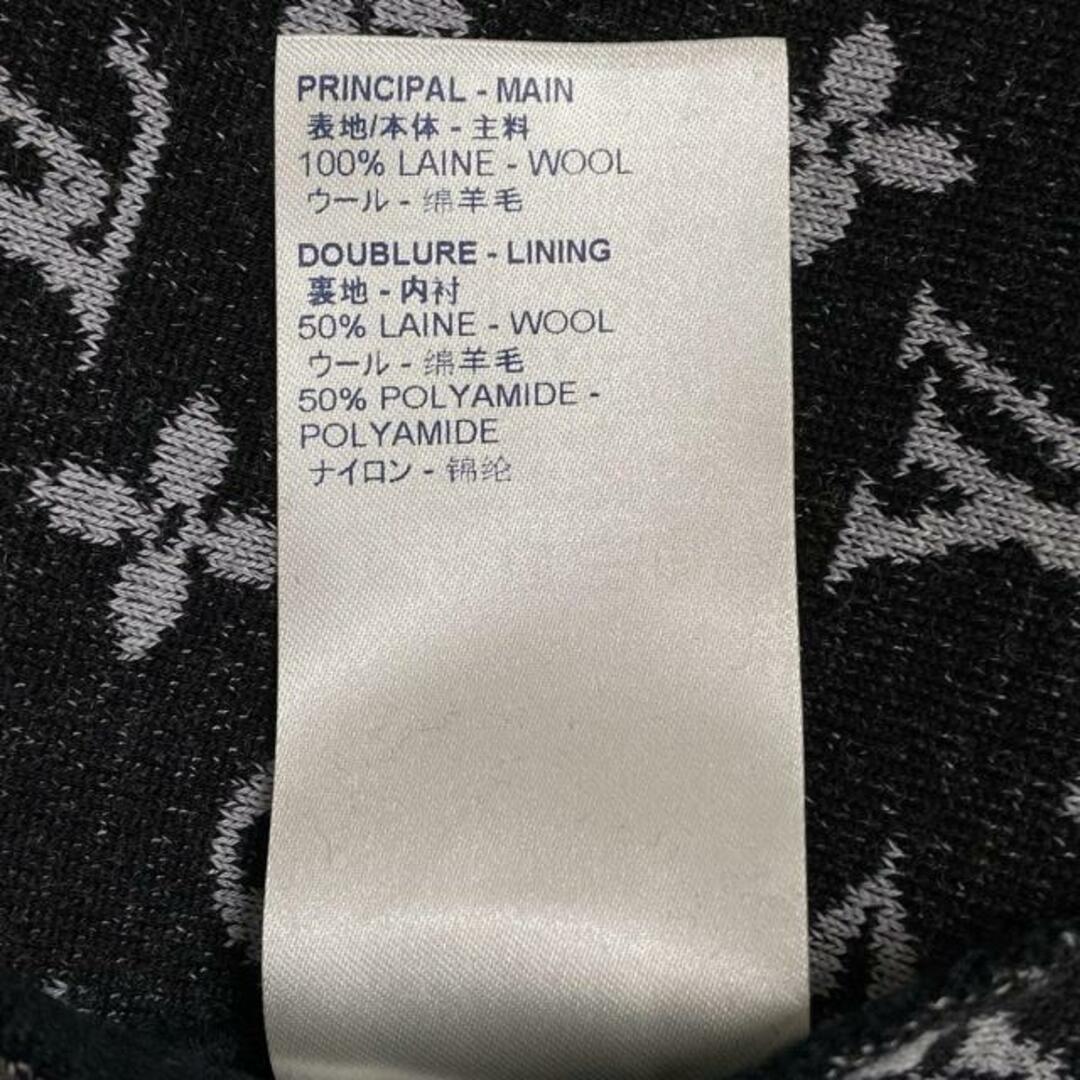 PRINCIPAL - MAIN
表地/本体 - 主料
100% LAINE - WOOL
ウール - 绵羊毛
DOUBLURE - LINING
裏地 - 内衬
50% LAINE - WOOL
ウール - 绵羊毛
50% POLYAMIDE -
POLYAMIDE
ナイロン - 锦纶